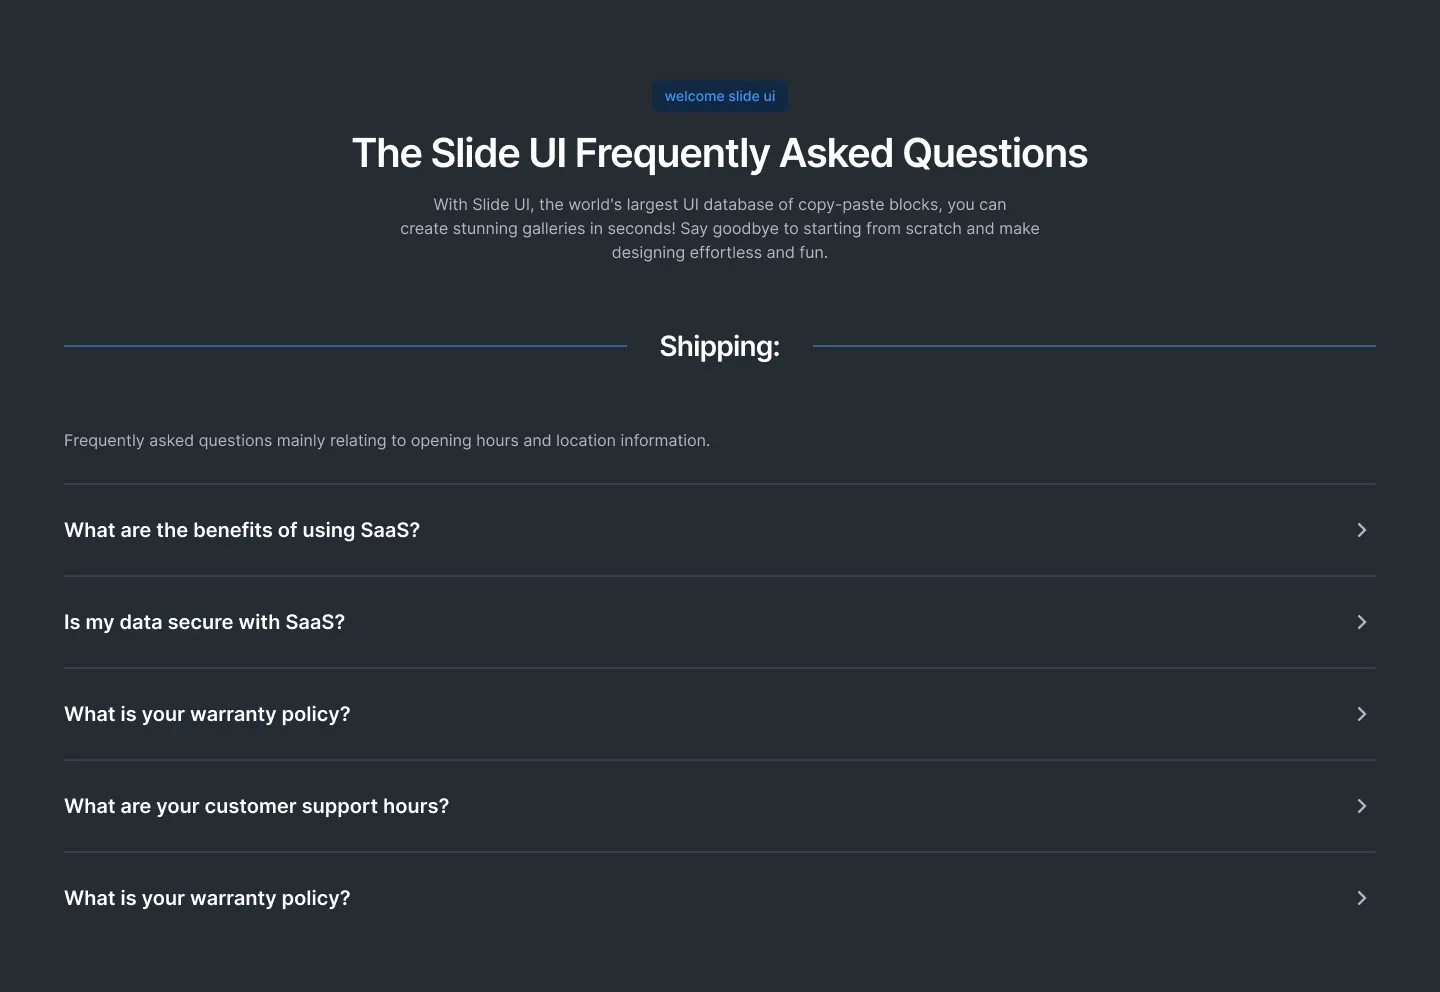 welcome slide ui
The Slide UI Frequently Asked Questions
With Slide UI, the world's largest UI database of copy-paste blocks, you can
create stunning galleries in seconds! Say goodbye to starting from scratch and make
designing effortless and fun.
Shipping:
Frequently asked questions mainly relating to opening hours and location information.
What are the benefits of using SaaS?
Is my data secure with SaaS?
What is your warranty policy?
What are your customer support hours?
What is your warranty policy?